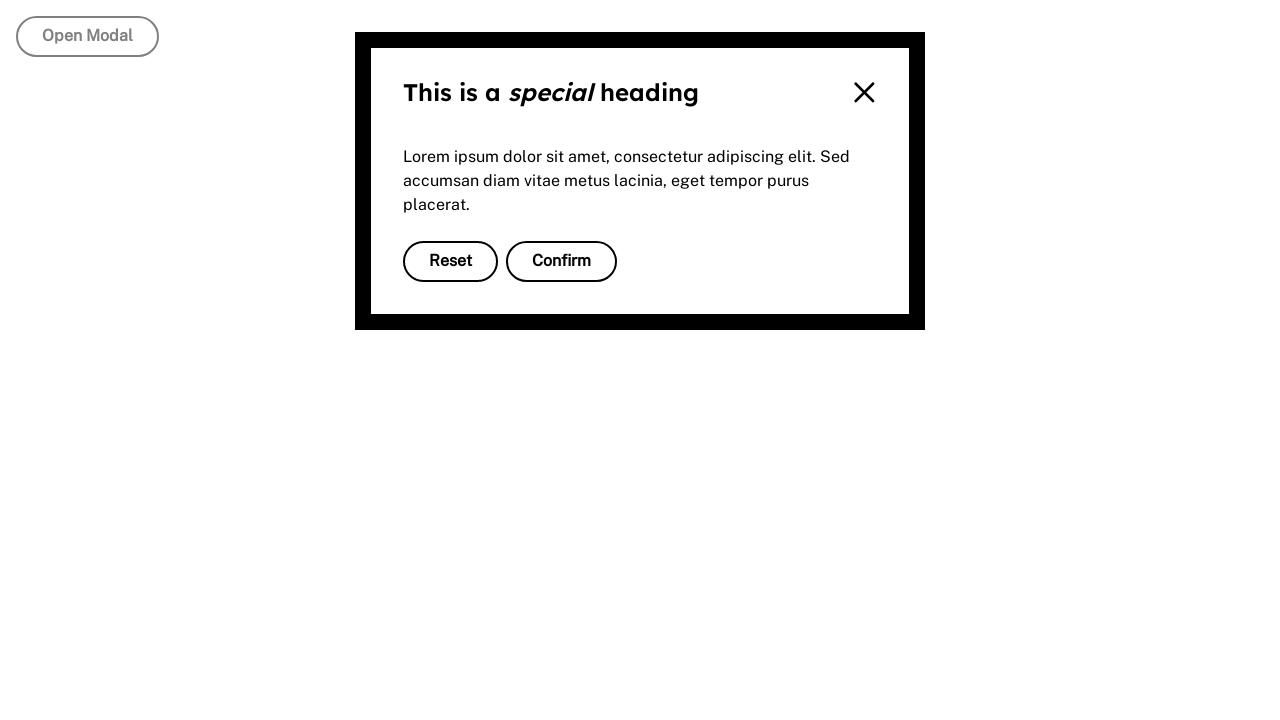 Open Modal
This is a special heading
Lorem ipsum dolor sit amet, consectetur adipiscing elit. Sed
accumsan diam vitae metus lacinia, eget tempor purus
placerat.
Reset
Confirm